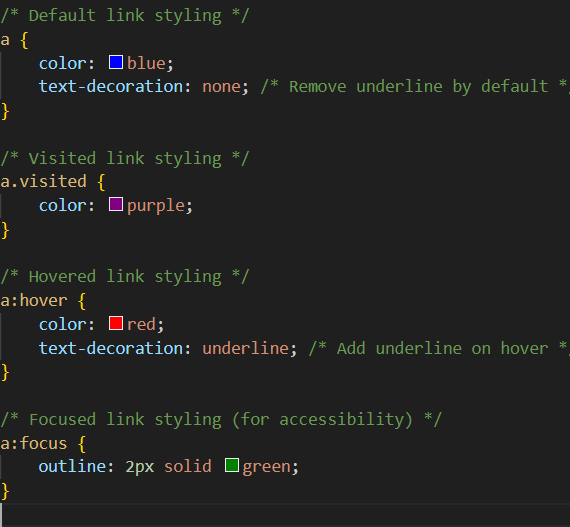 /* Default link styling */
a {
    color: blue;
    text-decoration: none; /* Remove underline by default *
}

/* Visited link styling */
a.visited {
    color: purple;
}

/* Hovered link styling */
a:hover {
    color: red;
    text-decoration: underline; /* Add underline on hover *
}

/* Focused link styling (for accessibility) */
a:focus {
    outline: 2px solid green;
}